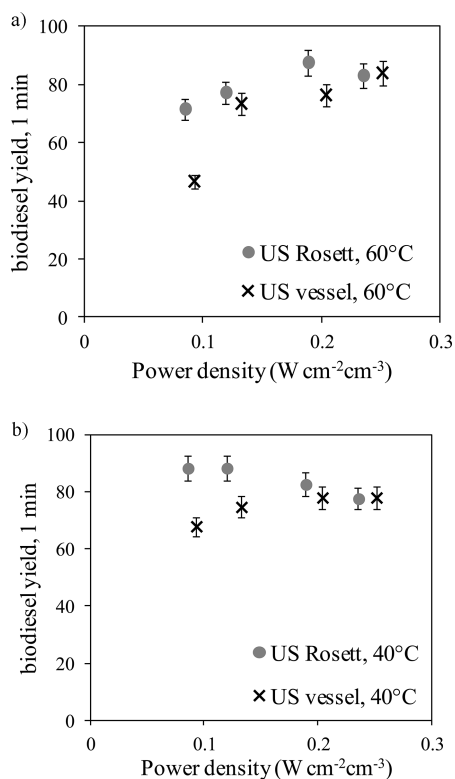 a)
100
80
60
40
20
0
biodiesel yield, 1 min
US Rosett, 60°C
US vessel, 60°C
0
0.1
0.2
0.3
Power density (W cm-2cm-3)
b)
100
80
60
40
20
0
biodiesel yield, 1 min
US Rosett, 40°C
US vessel, 40°C
0
0.1
0.2
0.3
Power density (W cm-2cm-3)